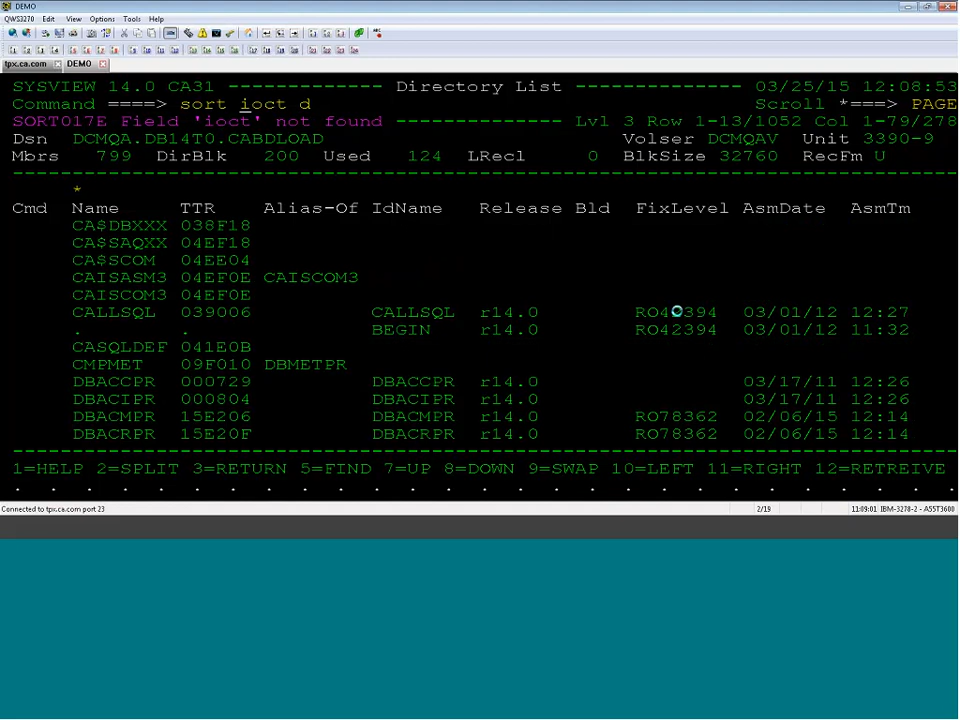 DEMO
QWS3270 Edit View Options Tools Help
tpx.ca.com DEMO
SYSVIEW 14.0 CA31 ------------- Directory List ------------- 03/25/15 12:08:53
Command ====> sort ioct d Scroll *===> PAGE
SORT017E Field 'ioct' not found -------------- Lvl 3 Row 1-13/1052 Col 1-79/278
Dsn DCMQA.DB14T0.CABDLOAD Volser DCMQAV Unit 3390-9
Mbrs 799 DirBlk 200 Used 124 LRecl 0 BlkSize 32760 RecFm U
-------------------------------------------------------------------------------
*
Cmd Name TTR Alias-Of IdName Release Bld FixLevel AsmDate AsmTm
CA$DBXXX 038F18
CA$SAQXX 04EF18
CA$SCOM 04EE04
CAISASM3 04EF0E CAISCOM3
CAISCOM3 04EF0E
CALLSQL 039006 CALLSQL r14.0 RO42394 03/01/12 12:27
. . BEGIN r14.0 RO42394 03/01/12 11:32
CASQLDEF 041E0B
CMPMET 09F010 DBMETPR
DBACCPR 000729 DBACCPR r14.0 03/17/11 12:26
DBACIPR 000804 DBACIPR r14.0 03/17/11 12:26
DBACMPR 15E206 DBACMPR r14.0 RO78362 02/06/15 12:14
DBACRPR 15E20F DBACRPR r14.0 RO78362 02/06/15 12:14
-------------------------------------------------------------------------------
1=HELP 2=SPLIT 3=RETURN 5=FIND 7=UP 8=DOWN 9=SWAP 10=LEFT 11=RIGHT 12=RETREIVE
Connected to tpx.ca.com port 23 2/19 11:09:01 IBM-3278-2 - A55T3600